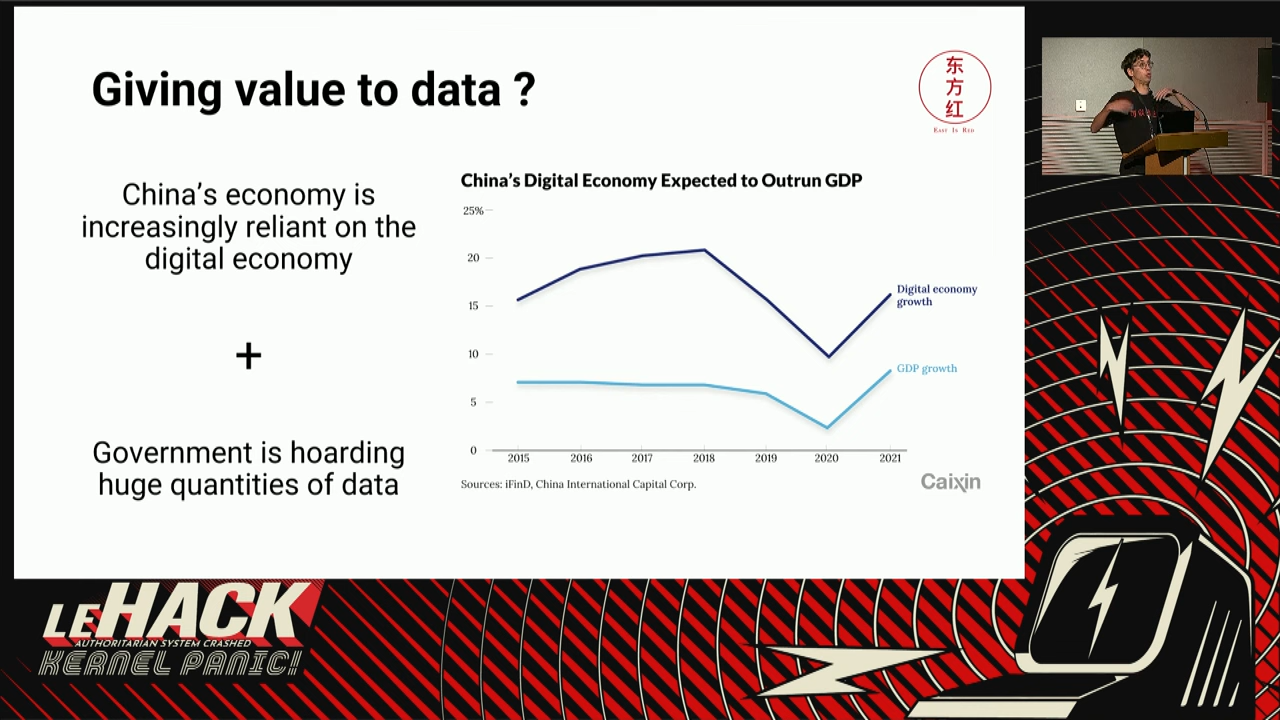 Giving value to data ?
东
方
红
East Is Red
China's economy is
increasingly reliant on the
digital economy
+
Government is hoarding
huge quantities of data
China's Digital Economy Expected to Outrun GDP
25%
20
15
10
5
0
Digital economy
growth
GDP growth
2015 2016 2017 2018 2019 2020 2021
Sources: iFinD, China International Capital Corp.
Caixin
LEHACK
AUTHORITARIAN SYSTEM CRASHED
KERNEL PANIC!